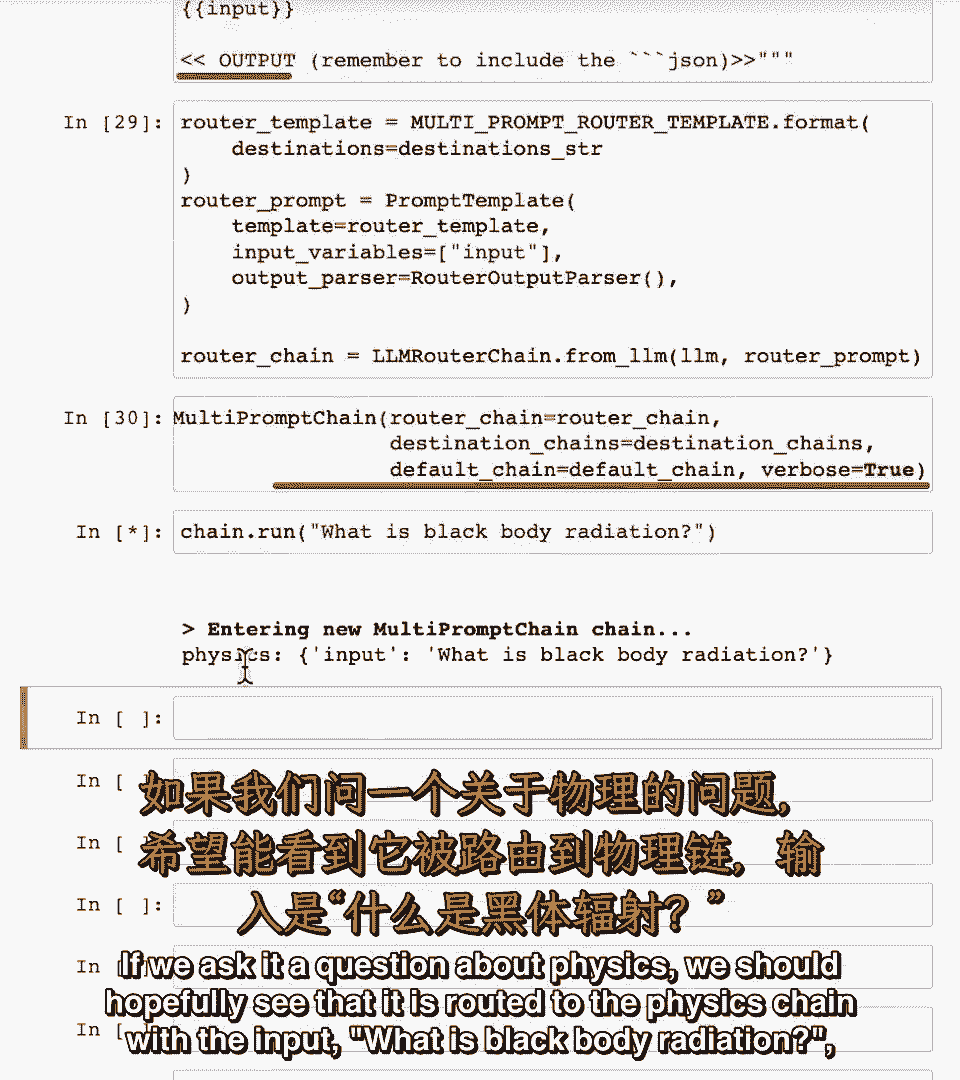 {{input}}
<< OUTPUT (remember to include the ```json)>>"""
In [29]: router_template = MULTI_PROMPT_ROUTER_TEMPLATE.format(
destinations=destinations_str
)
router_prompt = PromptTemplate(
template=router_template,
input_variables=["input"],
output_parser=RouterOutputParser(),
)
router_chain = LLMRouterChain.from_llm(llm, router_prompt)
In [30]: MultiPromptChain(router_chain=router_chain,
destination_chains=destination_chains,
default_chain=default_chain, verbose=True)
In [*]: chain.run("What is black body radiation?")
> Entering new MultiPromptChain chain...
physics: {'input': 'What is black body radiation?'}
In [ ]:
In [
如果我们问一个关于物理的问题,
In [
希望能看到它被路由到物理链, 输
In [ ]:
入是“什么是黑体辐射? ”
In [
If we ask it a question about physics, we should
hopefully see that it is routed to the physics chain
In [
with the input, "What is black body radiation?",